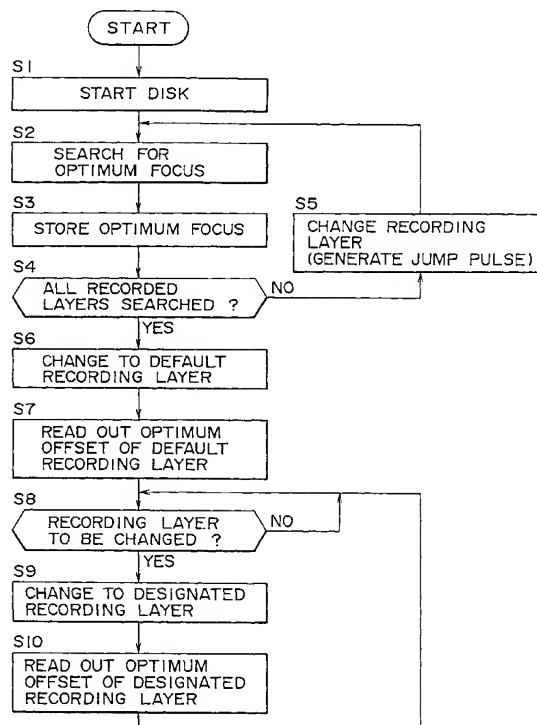 START
S1
START DISK
S2
SEARCH FOR
OPTIMUM FOCUS
S3
STORE OPTIMUM FOCUS
S4
ALL RECORDED
LAYERS SEARCHED ?
NO
YES
S5
CHANGE RECORDING
LAYER
(GENERATE JUMP PULSE)
S6
CHANGE TO DEFAULT
RECORDING LAYER
S7
READ OUT OPTIMUM
OFFSET OF DEFAULT
RECORDING LAYER
S8
RECORDING LAYER
TO BE CHANGED ?
NO
YES
S9
CHANGE TO DESIGNATED
RECORDING LAYER
S10
READ OUT OPTIMUM
OFFSET OF DESIGNATED
RECORDING LAYER